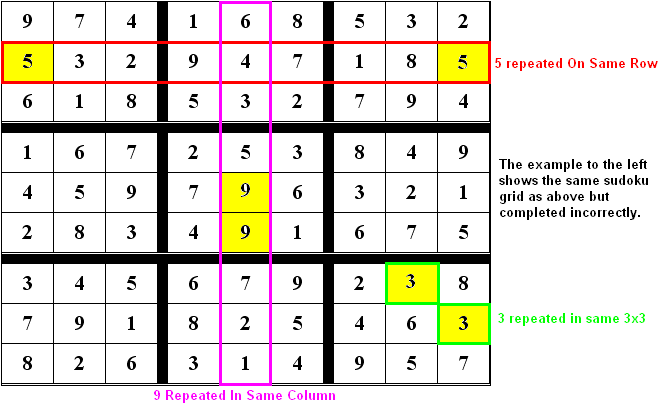 9 7 4 1 6 8 5 3 2
5 3 2 9 4 7 1 8 5
5 repeated On Same Row
6 1 8 5 3 2 7 9 4
1 6 7 2 5 3 8 4 9
4 5 9 7 9 6 3 2 1
2 8 3 4 9 1 6 7 5
The example to the left
shows the same sudoku
grid as above but
completed incorrectly.
3 4 5 6 7 9 2 3 8
7 9 1 8 2 5 4 6 3
3 repeated in same 3x3
8 2 6 3 1 4 9 5 7
9 Repeated In Same Column